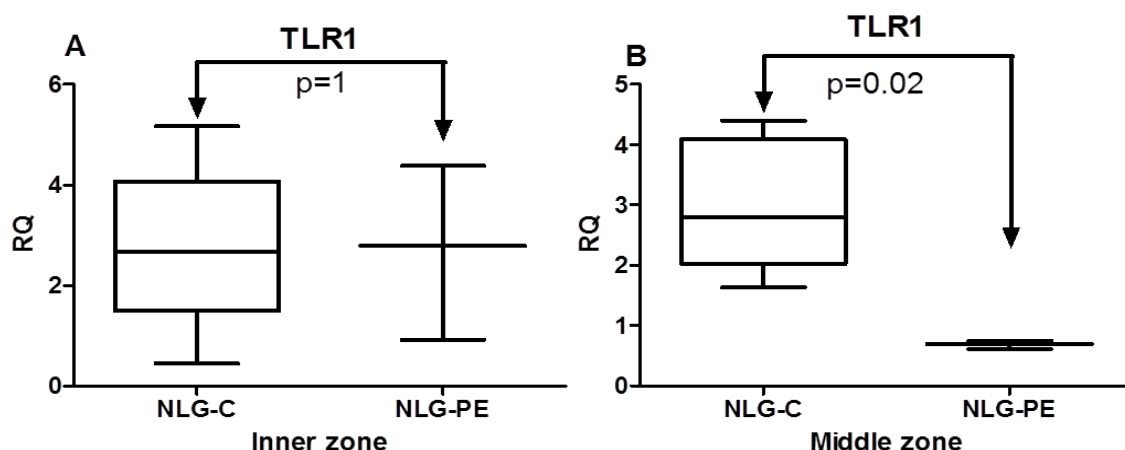 A
TLR1
p=1
6
4
2
0
RQ
NLG-C NLG-PE
Inner zone
B
TLR1
p=0.02
5
4
3
2
1
0
RQ
NLG-C NLG-PE
Middle zone